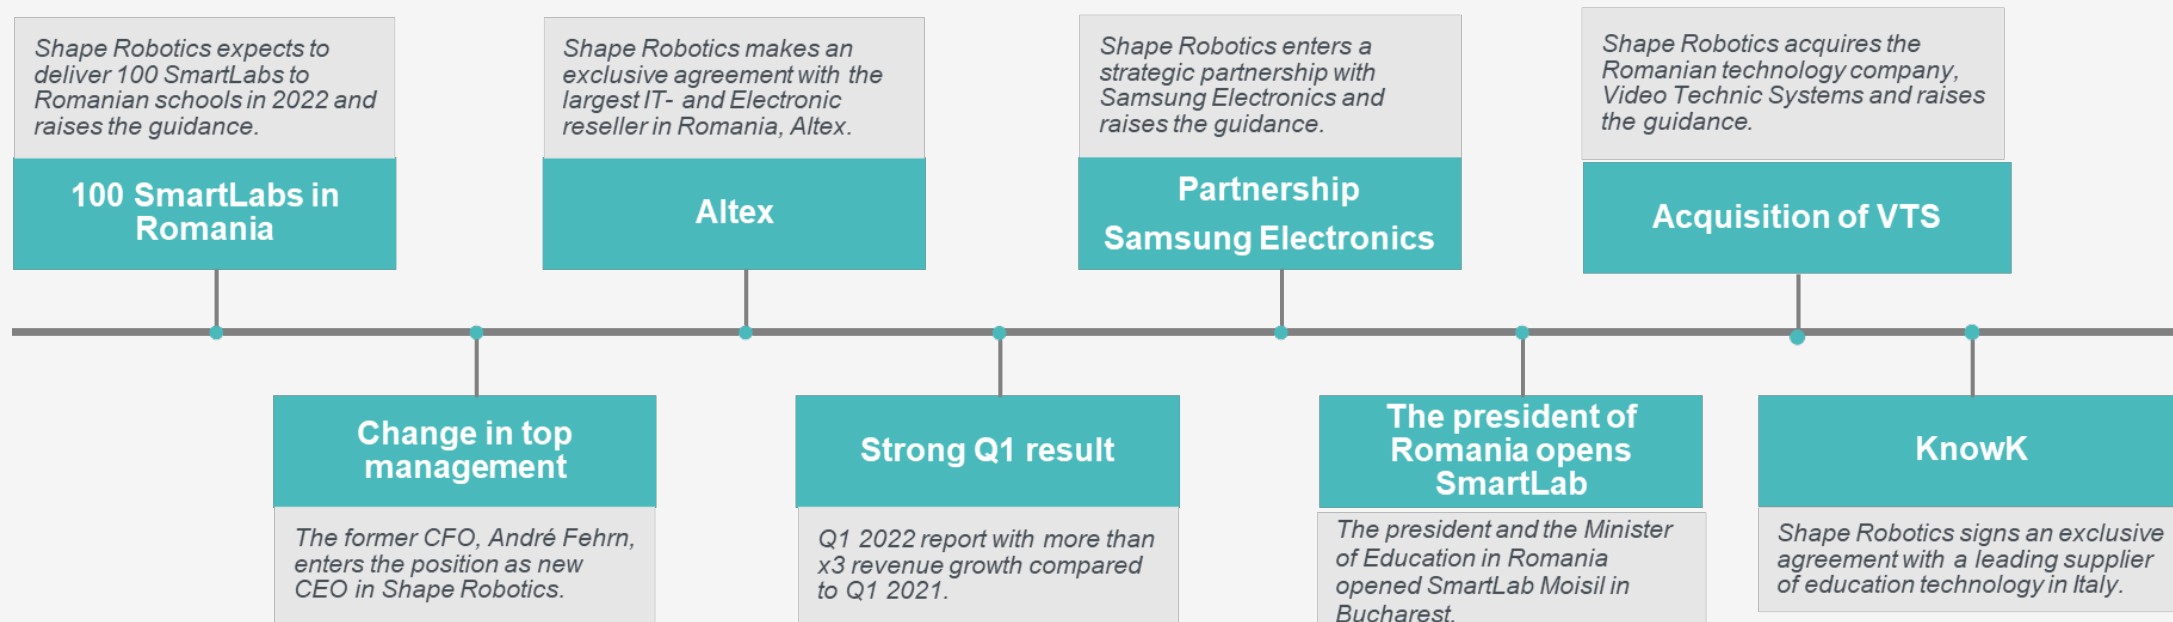 Shape Robotics expects to
deliver 100 SmartLabs to
Romanian schools in 2022 and
raises the guidance.
100 SmartLabs in
Romania
Change in top
management
The former CFO, André Fehrn,
enters the position as new
CEO in Shape Robotics.
Shape Robotics makes an
exclusive agreement with the
largest IT- and Electronic
reseller in Romania, Altex.
Altex
Strong Q1 result
Q1 2022 report with more than
x3 revenue growth compared
to Q1 2021.
Shape Robotics enters a
strategic partnership with
Samsung Electronics and
raises the guidance.
Partnership
Samsung Electronics
The president of
Romania opens
SmartLab
The president and the Minister
of Education in Romania
opened SmartLab Moisil in
Bucharest.
Shape Robotics acquires the
Romanian technology company,
Video Technic Systems and raises
the guidance.
Acquisition of VTS
KnowK
Shape Robotics signs an exclusive
agreement with a leading supplier
of education technology in Italy.